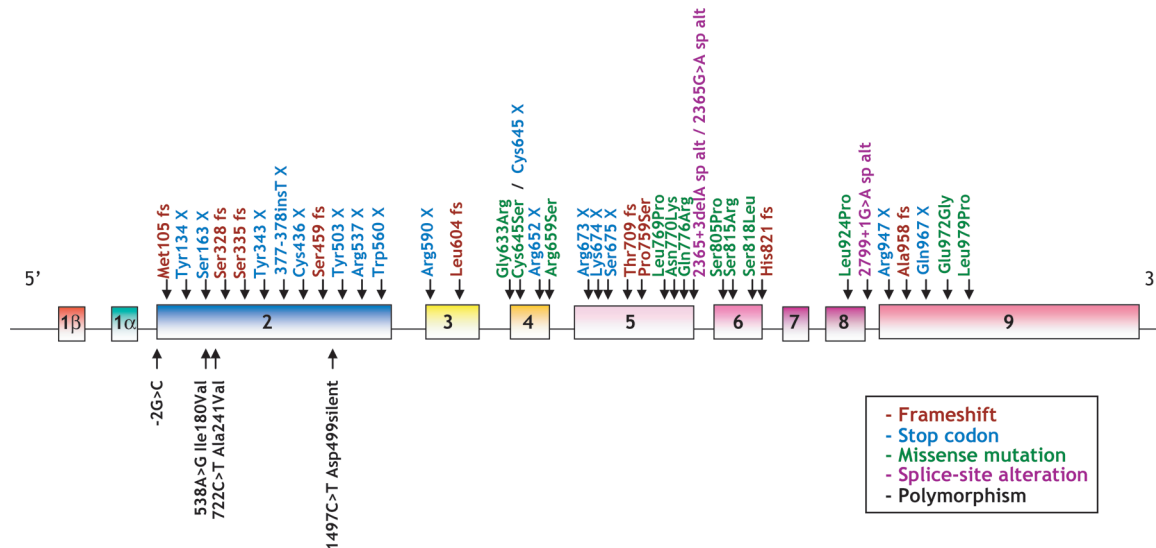 Met105 fs
Tyr134 X
Ser163 X
Ser328 fs
Ser335 fs
Tyr343 X
377-378insT X
Cys436 X
Ser459 fs
Tyr503 X
Arg537 X
Trp560 X
Arg590 X
Leu604 fs
Gly633Arg
Cys645Ser / Cys645 X
Arg652 X
Arg659Ser
Arg673 X
Lys674 X
Ser675 X
Thr709 fs
Pro759Ser
Leu769Pro
Asn770Lys
Gln776Arg
2365+3delA sp alt / 2365G>A sp alt
Ser805Pro
Ser815Arg
Ser818Leu
His821 fs
Leu924Pro
2799+1G>A sp alt
Arg947 X
Ala958 fs
Gln967 X
Glu972Gly
Leu979Pro
5’
3
1β
1α
2
3
4
5
6
7
8
9
-2G>C
538A>G Ile180Val
722C>T Ala241Val
1497C>T Asp499silent
- Frameshift
- Stop codon
- Missense mutation
- Splice-site alteration
- Polymorphism